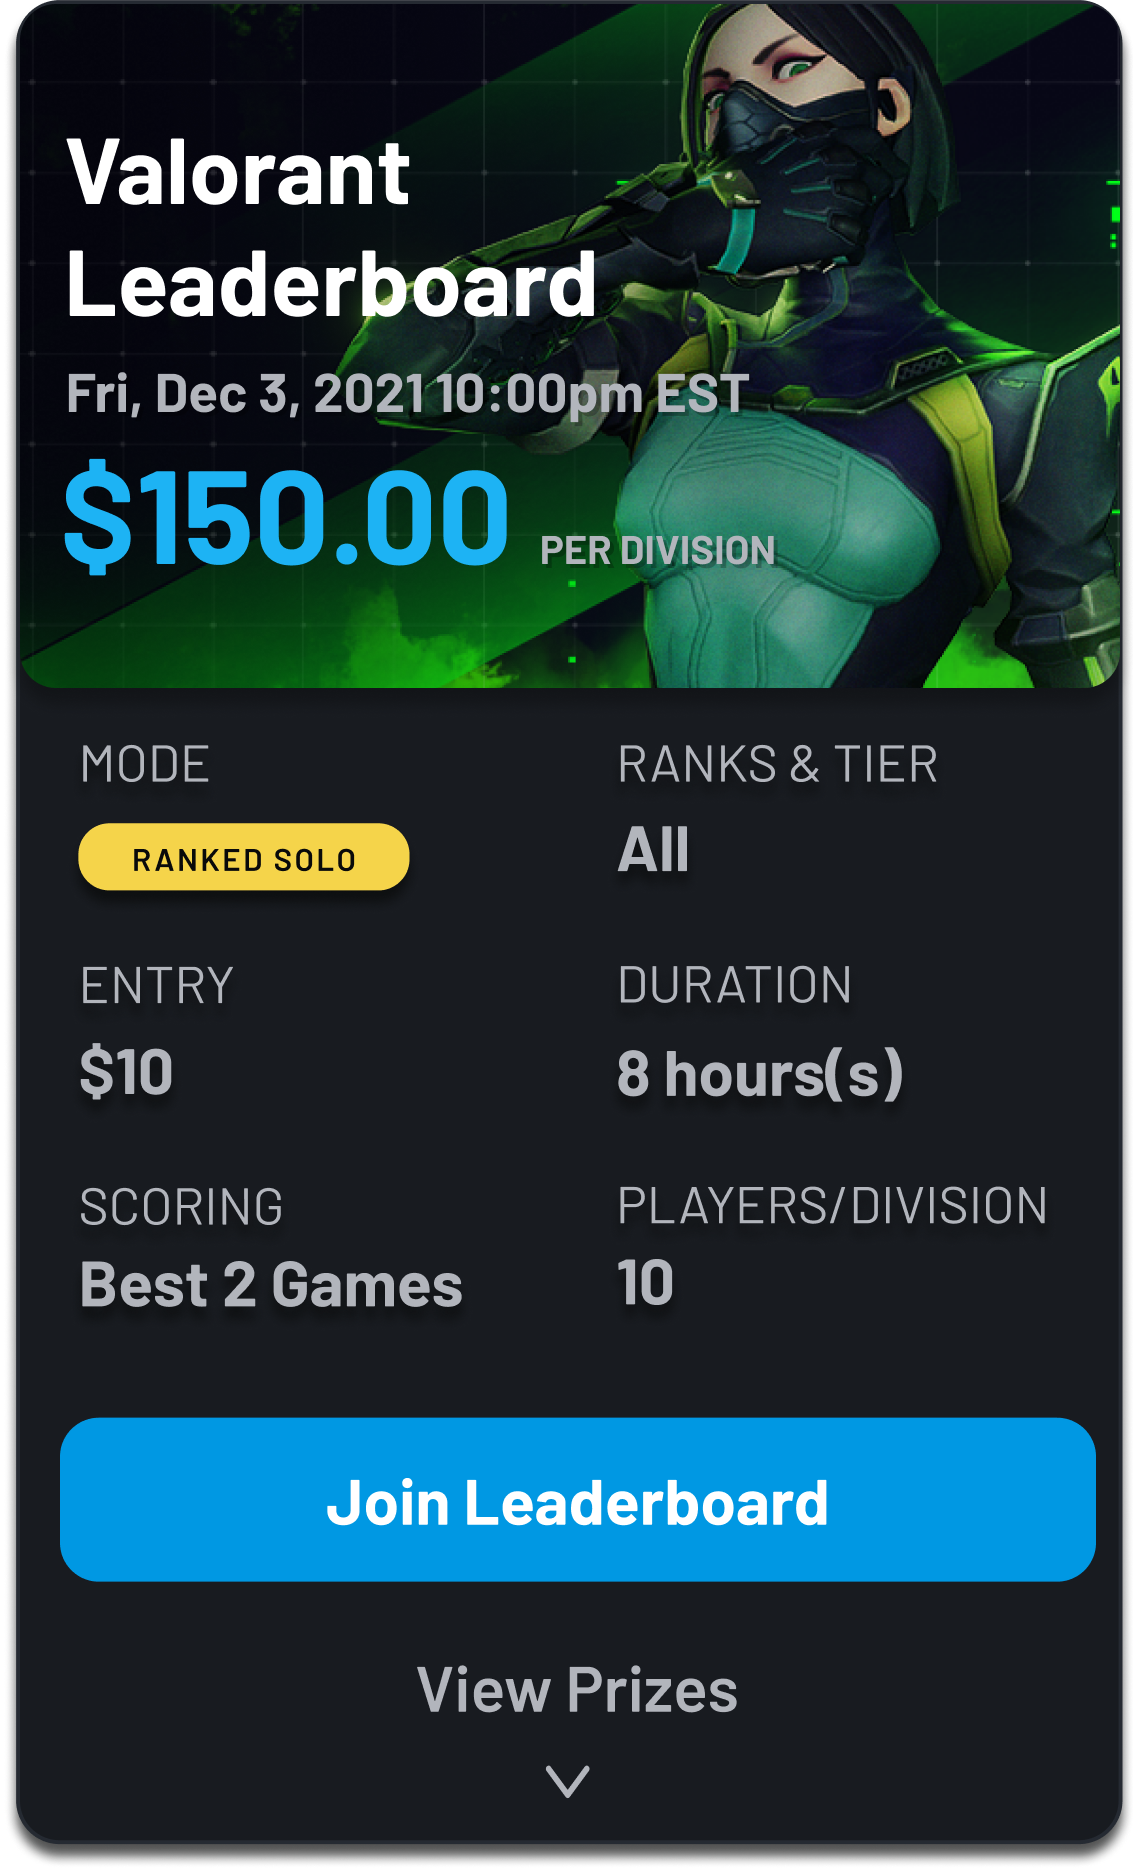 Valorant
Leaderboard
Fri, Dec 3, 2021 10:00pm EST
$150.00 PER DIVISION
MODE
RANKED SOLO
RANKS & TIER
All
ENTRY
$10
DURATION
8 hours(s)
SCORING
Best 2 Games
PLAYERS/DIVISION
10
Join Leaderboard
View Prizes